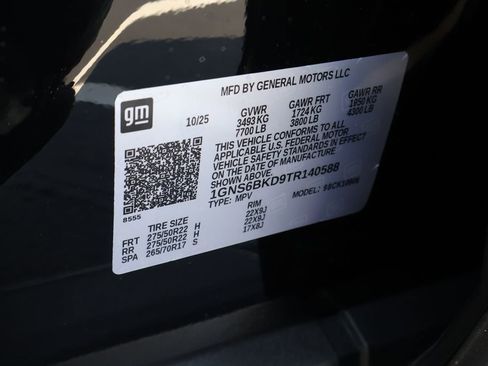 gm
MFD BY GENERAL MOTORS LLC
10/25
GVWR GAWR FRT GAWR RR
3493 KG 1724 KG 1950 KG
7700 LB 3800 LB 4300 LB
THIS VEHICLE CONFORMS TO ALL
APPLICABLE U.S. FEDERAL MOTOR
VEHICLE SAFETY STANDARDS IN EFFECT
ON THE DATE OF MANUFACTURE SHOWN ABOVE.
1GNS6BKD9TR140588
TYPE: MPV MODEL:
8555
TIRE SIZE RIM
FRT 275/50R22 H 22X9J
RR 275/50R22 H 22X9J
SPA 265/70R17 S 17X8J